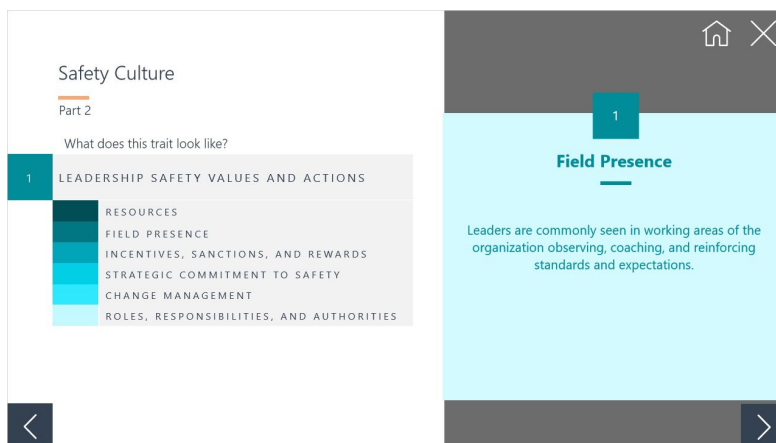 Safety Culture
Part 2
What does this trait look like?
1
LEADERSHIP SAFETY VALUES AND ACTIONS
RESOURCES
FIELD PRESENCE
INCENTIVES, SANCTIONS, AND REWARDS
STRATEGIC COMMITMENT TO SAFETY
CHANGE MANAGEMENT
ROLES, RESPONSIBILITIES, AND AUTHORITIES
1
Field Presence
Leaders are commonly seen in working areas of the
organization observing, coaching, and reinforcing
standards and expectations.